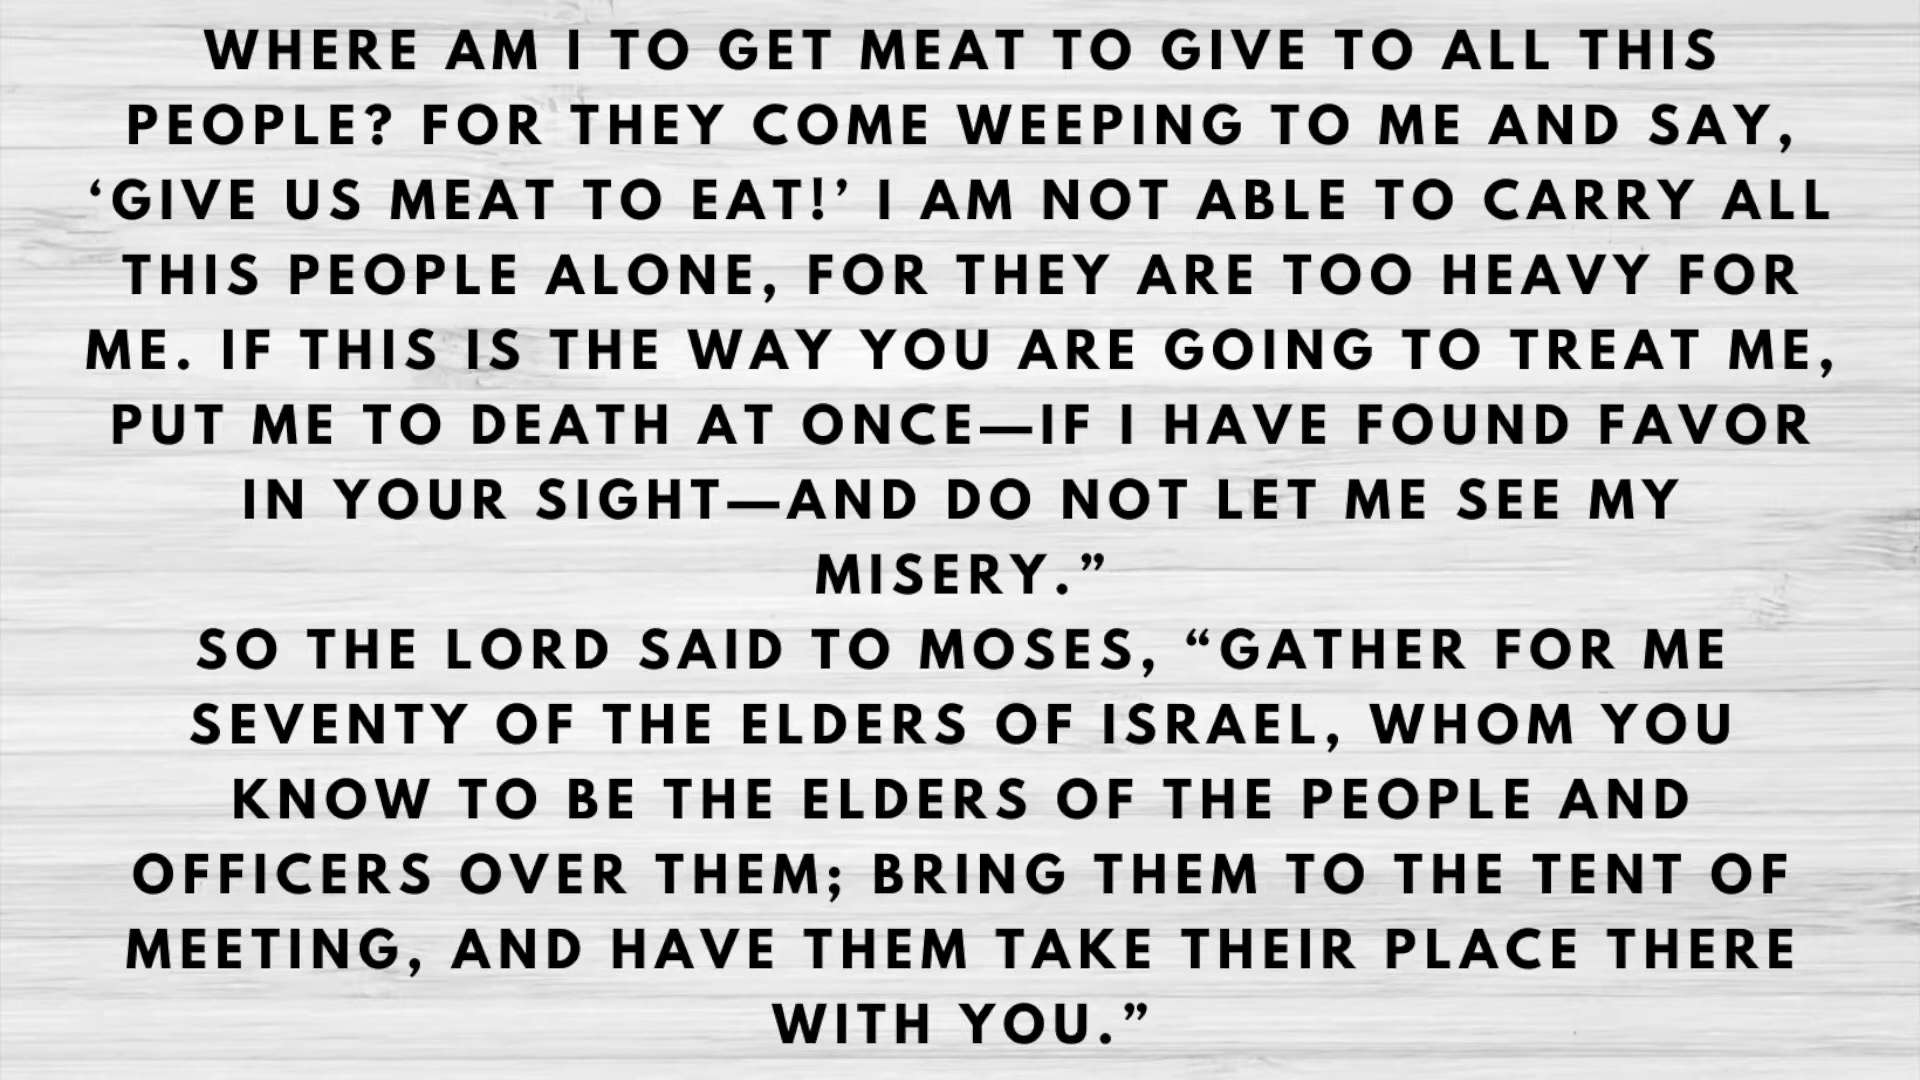 WHERE AM I TO GET MEAT TO GIVE TO ALL THIS
PEOPLE? FOR THEY COME WEEPING TO ME AND SAY,
‘GIVE US MEAT TO EAT!’ I AM NOT ABLE TO CARRY ALL
THIS PEOPLE ALONE, FOR THEY ARE TOO HEAVY FOR
ME. IF THIS IS THE WAY YOU ARE GOING TO TREAT ME,
PUT ME TO DEATH AT ONCE—IF I HAVE FOUND FAVOR
IN YOUR SIGHT—AND DO NOT LET ME SEE MY
MISERY.”
SO THE LORD SAID TO MOSES, “GATHER FOR ME
SEVENTY OF THE ELDERS OF ISRAEL, WHOM YOU
KNOW TO BE THE ELDERS OF THE PEOPLE AND
OFFICERS OVER THEM; BRING THEM TO THE TENT OF
MEETING, AND HAVE THEM TAKE THEIR PLACE THERE
WITH YOU.”